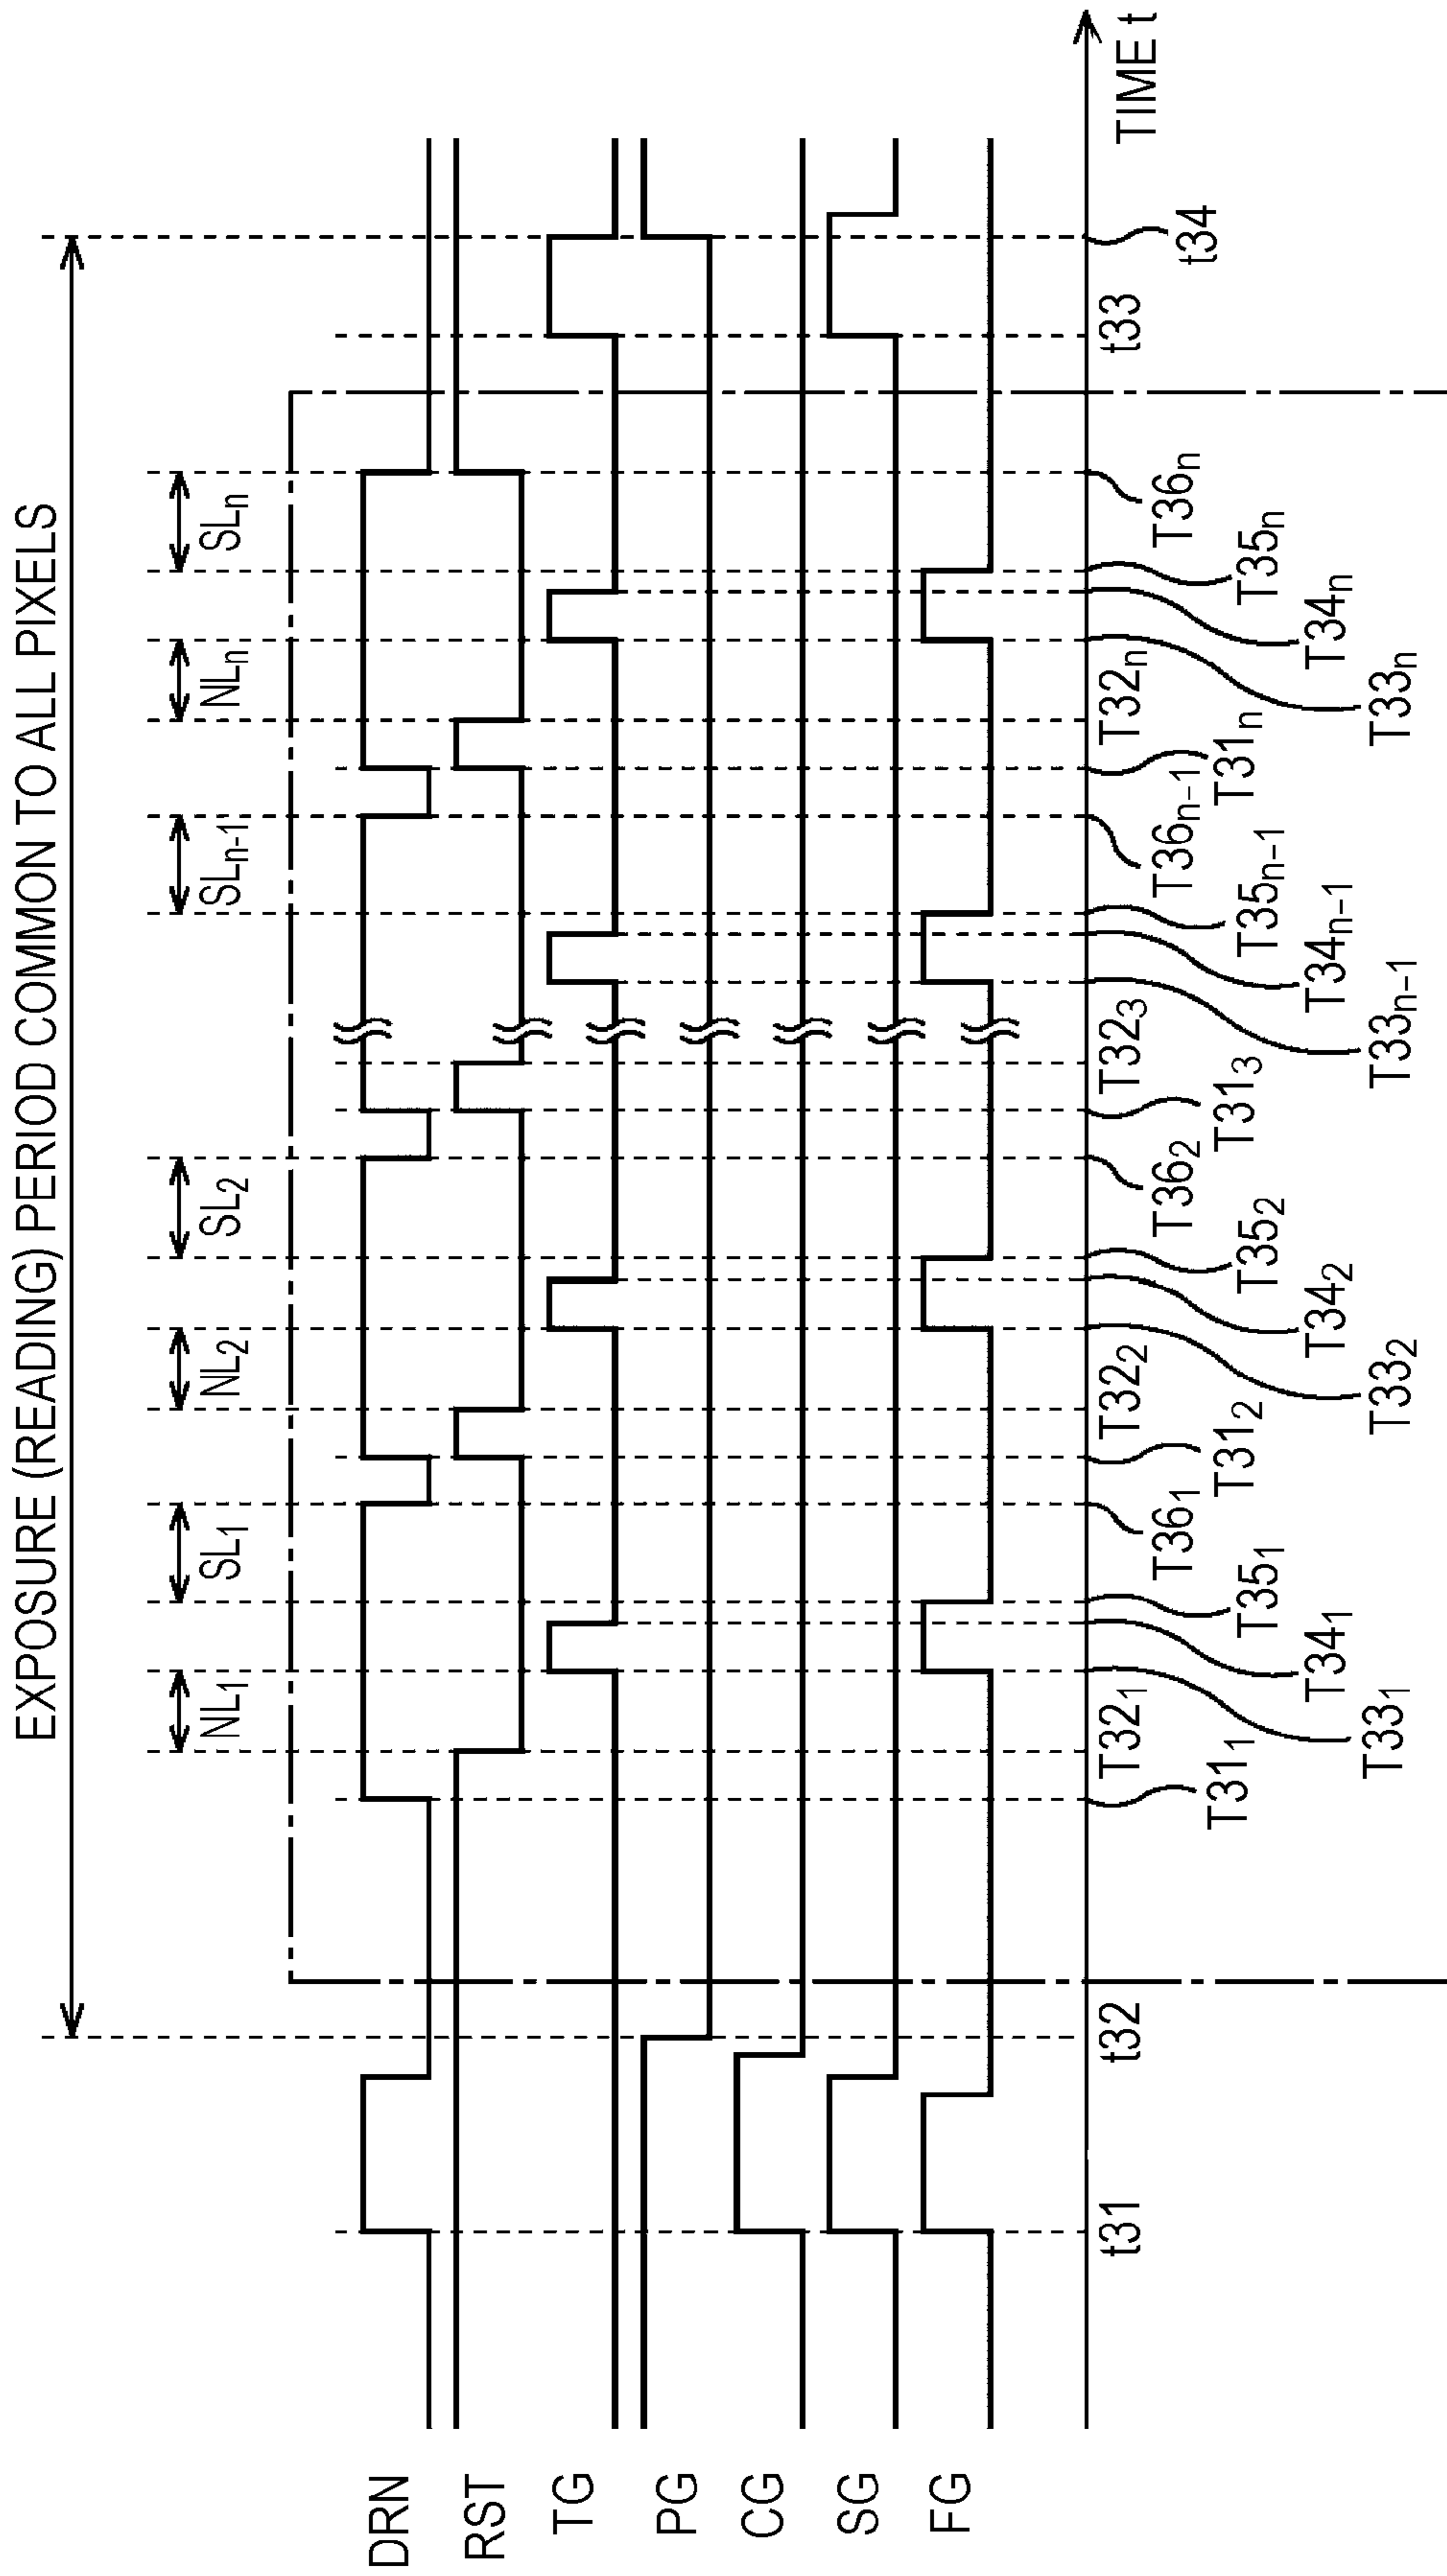 EXPOSURE (READING) PERIOD COMMON TO ALL PIXELS
NL₁ SL₁ NL₂ SL₂ SLₙ₋₁ NLₙ SLₙ
DRN
RST
TG
PG
CG
SG
FG
t31 t32 T32₁ T32₂ T32₃ T32ₙ t33 TIME t
T36₁ T36₂ T36ₙ₋₁ T36ₙ t34
T31₁ T35₁ T31₂ T35₂ T31₃ T35ₙ₋₁ T31ₙ T35ₙ
T34₁ T34₂ T34ₙ₋₁ T34ₙ
T33₁ T33₂ T33ₙ₋₁ T33ₙ